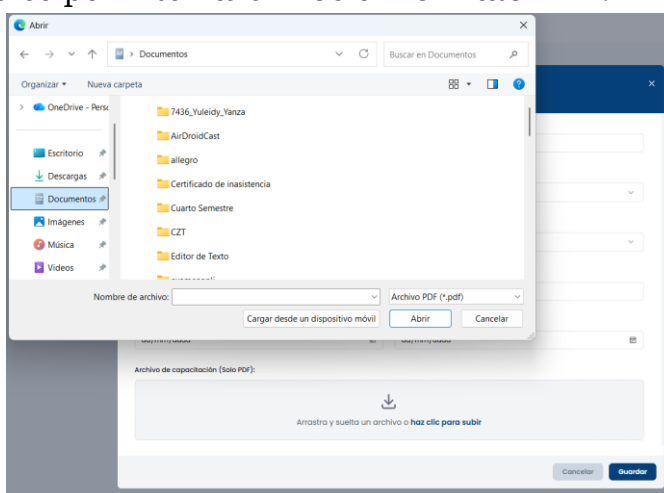 Abrir
Documentos
Buscar en Documentos
Organizar
Nueva carpeta
OneDrive - Perso
7436_Yuleidy_Yanza
AirDroidCast
allegro
Certificado de inasistencia
Cuarto Semestre
CZT
Editor de Texto
Escritorio
Descargas
Documentos
Imágenes
Música
Videos
Nombre de archivo:
Archivo PDF (*.pdf)
Cargar desde un dispositivo móvil
Abrir
Cancelar
Archivo de capacitación (Solo PDF):
Arrastra y suelta un archivo o haz clic para subir
Cancelar
Guardar